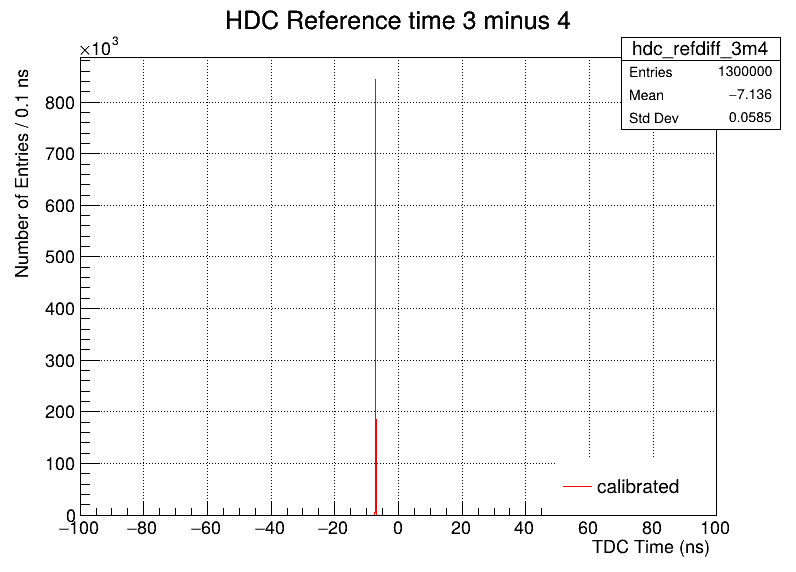 HDC Reference time 3 minus 4
×10³
hdc_refdiff_3m4
Entries 1300000
Mean −7.136
Std Dev 0.0585
Number of Entries / 0.1 ns
800
700
600
500
400
300
200
100
0
calibrated
−100 −80 −60 −40 −20 0 20 40 60 80 100
TDC Time (ns)